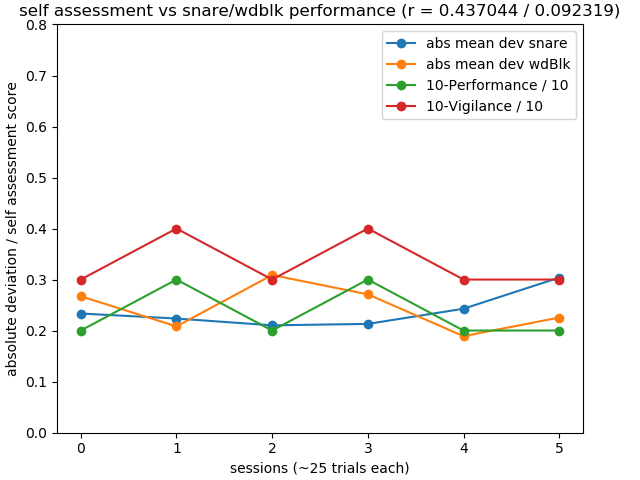 self assessment vs snare/wdblk performance (r = 0.437044 / 0.092319)
abs mean dev snare
abs mean dev wdBlk
10-Performance / 10
10-Vigilance / 10
absolute deviation / self assessment score
0.8
0.7
0.6
0.5
0.4
0.3
0.2
0.1
0.0
0 1 2 3 4 5
sessions (~25 trials each)